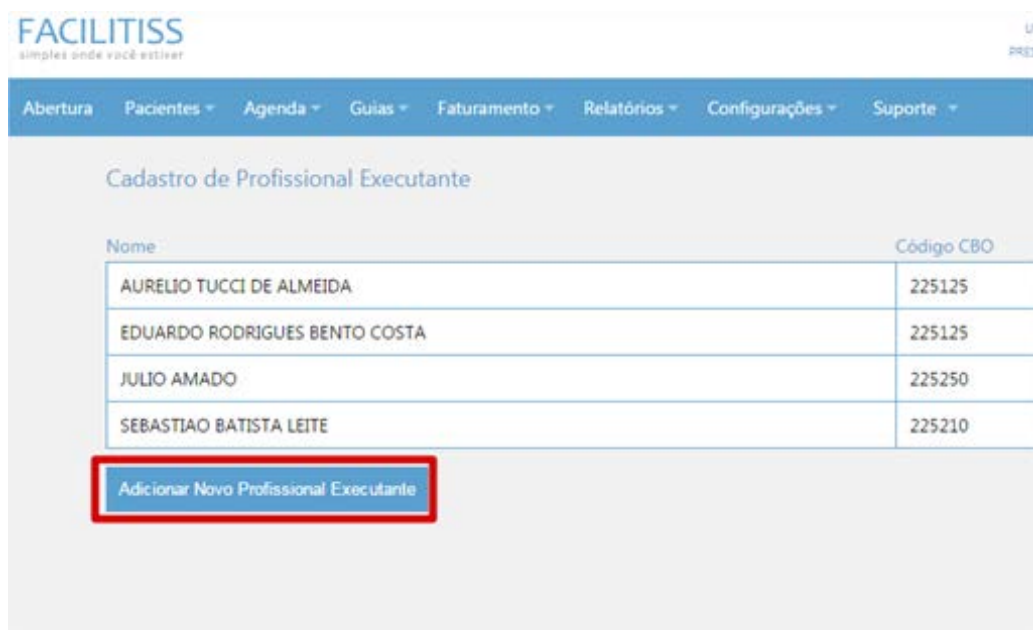 FACILITISS
simples onde você estiver
Abertura Pacientes Agenda Guias Faturamento Relatórios Configurações Suporte
Cadastro de Profissional Executante
Nome Código CBO
AURELIO TUCCI DE ALMEIDA 225125
EDUARDO RODRIGUES BENTO COSTA 225125
JULIO AMADO 225250
SEBASTIAO BATISTA LEITE 225210
Adicionar Novo Profissional Executante